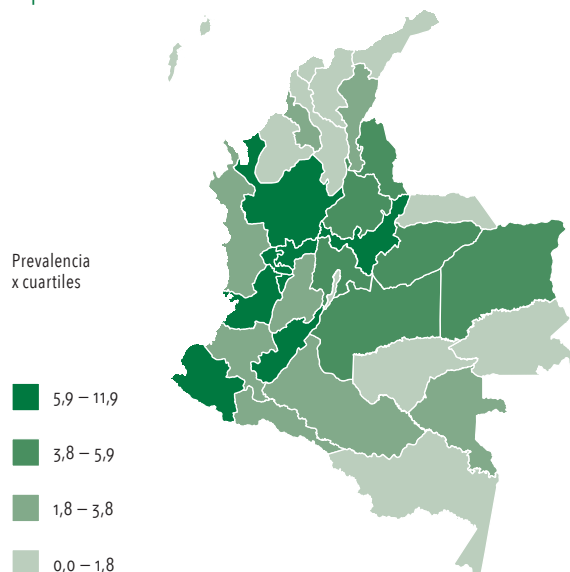 Prevalencia
x cuartiles
5,9 – 11,9
3,8 – 5,9
1,8 – 3,8
0,0 – 1,8